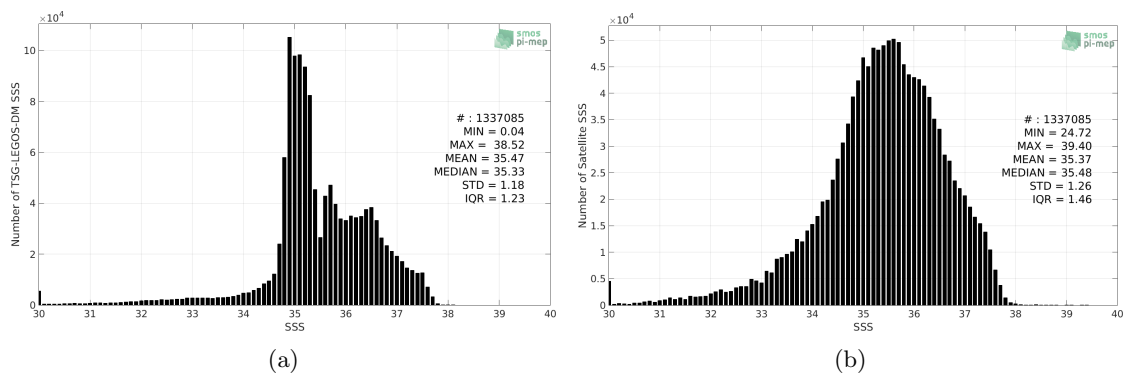 ×10⁴
10
8
6
4
2
0
Number of TSG-LEGOS-DM SSS
smos
pi-mep
# : 1337085
MIN = 0.04
MAX = 38.52
MEAN = 35.47
MEDIAN = 35.33
STD = 1.18
IQR = 1.23
30 31 32 33 34 35 36 37 38 39 40
SSS
(a)
×10⁴
5
4.5
4
3.5
3
2.5
2
1.5
1
0.5
0
Number of Satellite SSS
smos
pi-mep
# : 1337085
MIN = 24.72
MAX = 39.40
MEAN = 35.37
MEDIAN = 35.48
STD = 1.26
IQR = 1.46
30 31 32 33 34 35 36 37 38 39 40
SSS
(b)